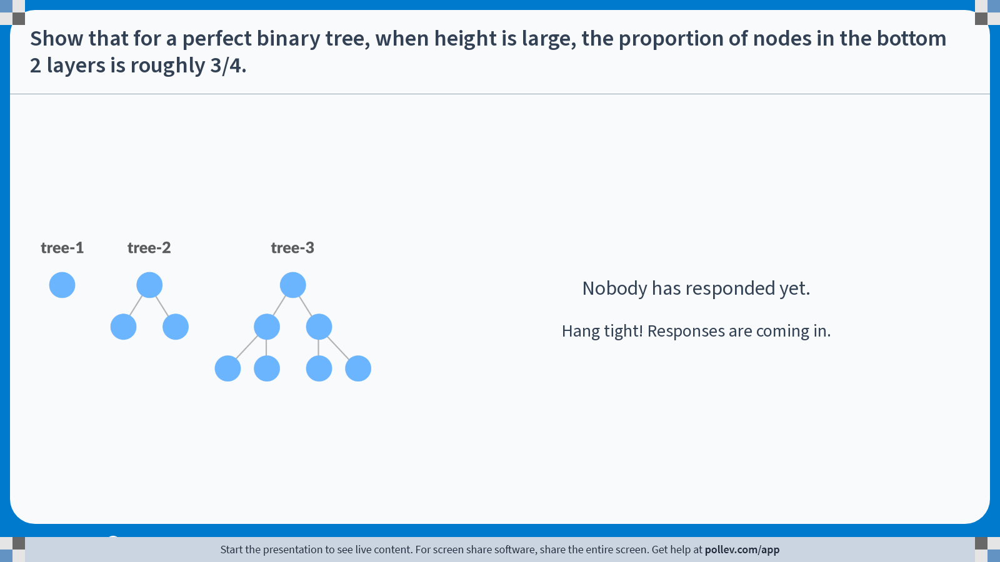 Show that for a perfect binary tree, when height is large, the proportion of nodes in the bottom
2 layers is roughly 3/4.
tree-1 tree-2 tree-3
Nobody has responded yet.
Hang tight! Responses are coming in.
Start the presentation to see live content. For screen share software, share the entire screen. Get help at pollev.com/app